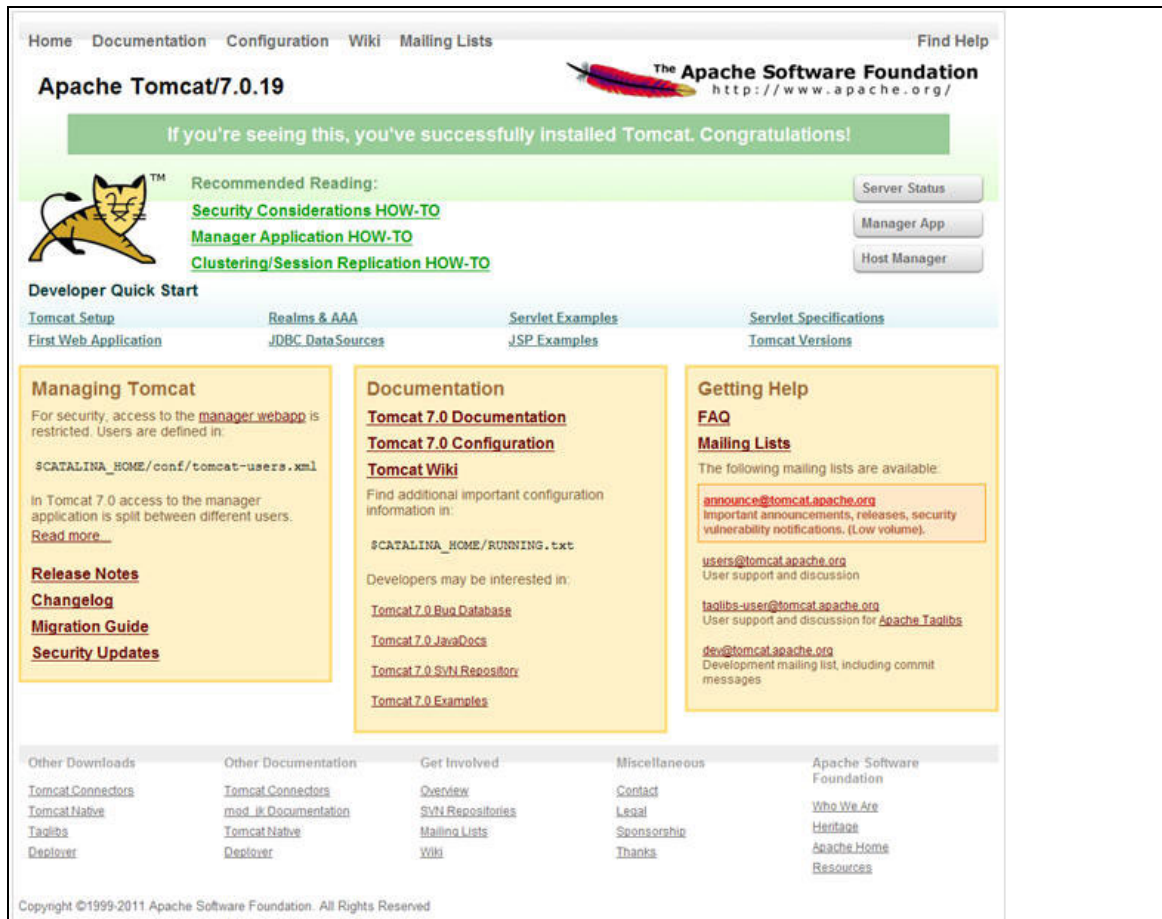 Home Documentation Configuration Wiki Mailing Lists Find Help
Apache Tomcat/7.0.19
The Apache Software Foundation
http://www.apache.org/
If you're seeing this, you've successfully installed Tomcat. Congratulations!
TM
Recommended Reading:
Security Considerations HOW-TO
Manager Application HOW-TO
Clustering/Session Replication HOW-TO
Server Status
Manager App
Host Manager
Developer Quick Start
Tomcat Setup Realms & AAA Servlet Examples Servlet Specifications
First Web Application JDBC DataSources JSP Examples Tomcat Versions
Managing Tomcat
For security, access to the manager webapp is
restricted. Users are defined in:
$CATALINA_HOME/conf/tomcat-users.xml
In Tomcat 7.0 access to the manager
application is split between different users.
Read more...
Release Notes
Changelog
Migration Guide
Security Updates
Documentation
Tomcat 7.0 Documentation
Tomcat 7.0 Configuration
Tomcat Wiki
Find additional important configuration
information in:
$CATALINA_HOME/RUNNING.txt
Developers may be interested in:
Tomcat 7.0 Bug Database
Tomcat 7.0 JavaDocs
Tomcat 7.0 SVN Repository
Tomcat 7.0 Examples
Getting Help
FAQ
Mailing Lists
The following mailing lists are available:
announce@tomcat.apache.org
Important announcements, releases, security
vulnerability notifications. (Low volume).
users@tomcat.apache.org
User support and discussion
taglibs-user@tomcat.apache.org
User support and discussion for Apache Taglibs
dev@tomcat.apache.org
Development mailing list, including commit
messages
Other Downloads
Tomcat Connectors
Tomcat Native
Taglibs
Deployer
Other Documentation
Tomcat Connectors
mod_jk Documentation
Tomcat Native
Deployer
Get Involved
Overview
SVN Repositories
Mailing Lists
Wiki
Miscellaneous
Contact
Legal
Sponsorship
Thanks
Apache Software
Foundation
Who We Are
Heritage
Apache Home
Resources
Copyright ©1999-2011 Apache Software Foundation. All Rights Reserved